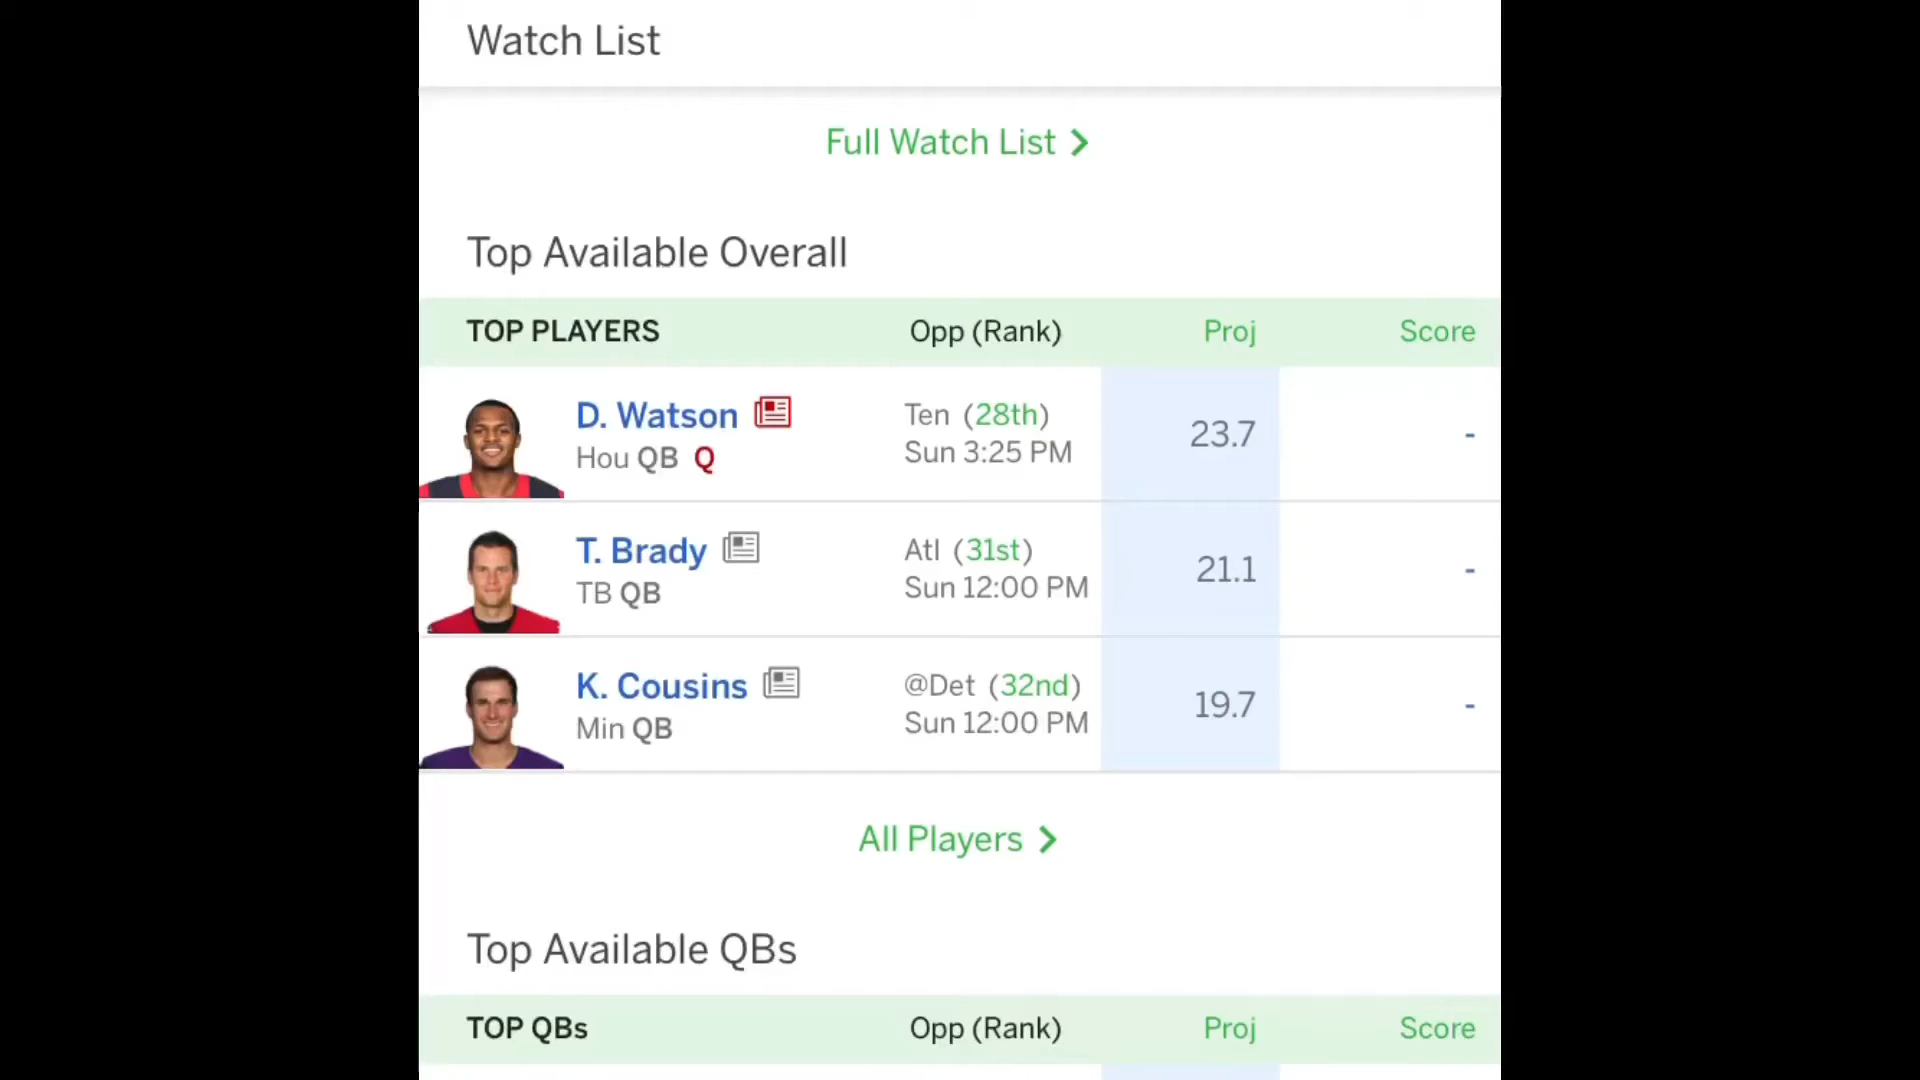 Watch List
Full Watch List
Top Available Overall
TOP PLAYERS Opp (Rank) Proj Score
D. Watson Ten (28th) 23.7 -
Hou QB Q Sun 3:25 PM
T. Brady Atl (31st) 21.1 -
TB QB Sun 12:00 PM
K. Cousins @Det (32nd) 19.7 -
Min QB Sun 12:00 PM
All Players
Top Available QBs
TOP QBs Opp (Rank) Proj Score